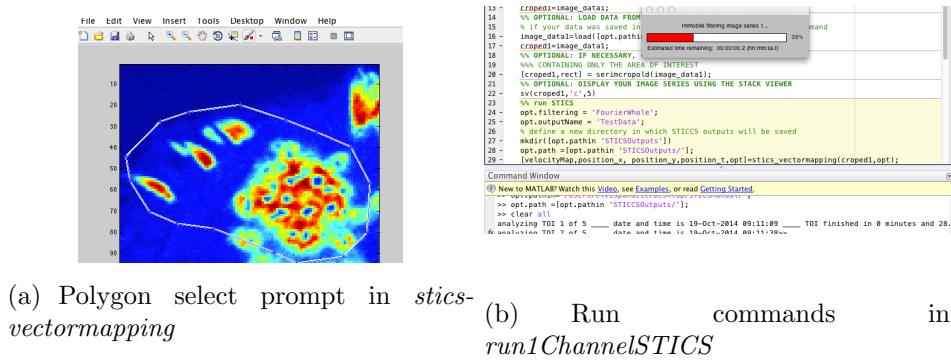 File Edit View Insert Tools Desktop Window Help
10
20
30
40
50
60
70
80
90
(a) Polygon select prompt in stics-
vectormapping
13 - croped1=image_data1;
14 %% OPTIONAL: LOAD DATA FROM
15 % if your data was saved in mand
16 - image_data1=load([opt.pathin
17 - croped1=image_data1;
18 %% OPTIONAL: IF NECESSARY,
19 %%% CONTAINING ONLY THE AREA OF INTEREST
20 - [croped1,rect] = serimcropold(image_data1);
21 %% OPTIONAL: DISPLAY YOUR IMAGE SERIES USING THE STACK VIEWER
22 - sv(croped1,'c',5)
23 %% run STICS
24 - opt.filtering = 'FourierWhole';
25 - opt.outputName = 'TestData';
26 % define a new directory in which STICCS outputs will be saved
27 - mkdir([opt.pathin 'STICSOutputs'])
28 - opt.path =[opt.pathin 'STICSOutputs/'];
29 - [velocityMap,position_x, position_y,position_t,opt]=stics_vectormapping(croped1,opt);
Immobile filtering image series 1...
33%
Estimated time remaining: 00:00:00.2 (hh:mm:ss.t)
Command Window
New to MATLAB? Watch this Video, see Examples, or read Getting Started.
>> opt.path =[opt.pathin 'STICCSOutputs/'];
>> clear all
analyzing TOI 1 of 5 ____ date and time is 19-Oct-2014 09:11:09 ____ TOI finished in 0 minutes and 28.
analyzing TOI 2 of 5 ____ date and time is 19-Oct-2014 09:11:38>>
(b) Run commands in
run1ChannelSTICS